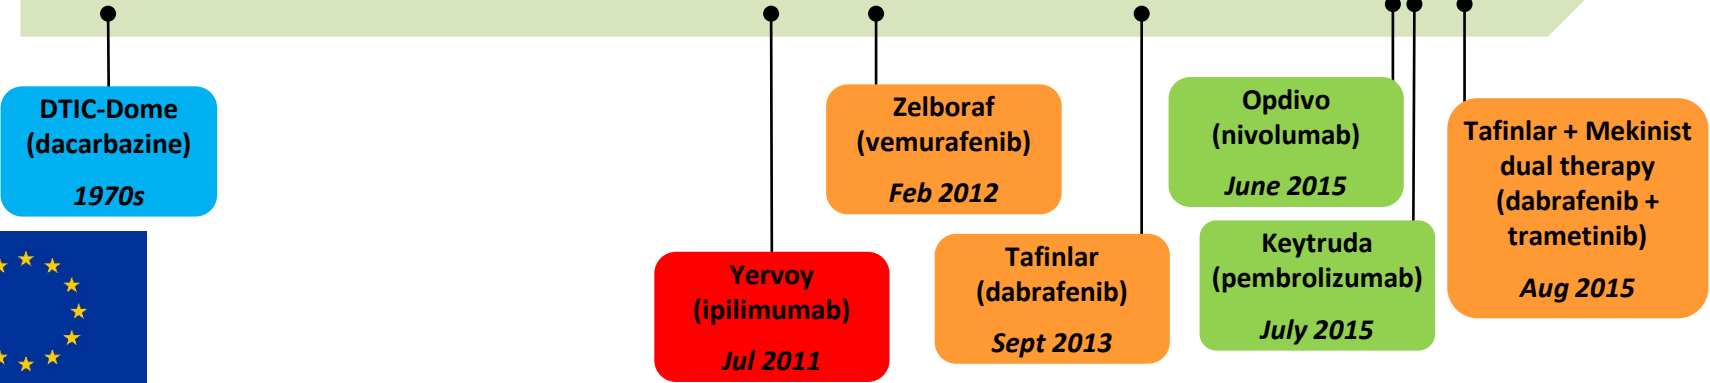 DTIC-Dome
(dacarbazine)
1970s
Yervoy
(ipilimumab)
Jul 2011
Zelboraf
(vemurafenib)
Feb 2012
Tafinlar
(dabrafenib)
Sept 2013
Opdivo
(nivolumab)
June 2015
Keytruda
(pembrolizumab)
July 2015
Tafinlar + Mekinist
dual therapy
(dabrafenib +
trametinib)
Aug 2015